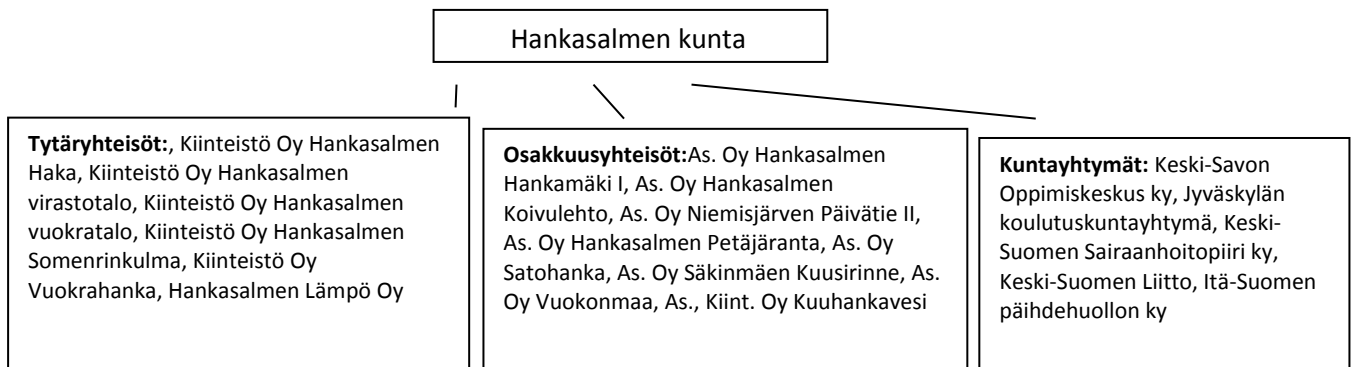 Hankasalmen kunta
Tytäryhteisöt:, Kiinteistö Oy Hankasalmen
Haka, Kiinteistö Oy Hankasalmen
virastotalo, Kiinteistö Oy Hankasalmen
vuokratalo, Kiinteistö Oy Hankasalmen
Somenrinkulma, Kiinteistö Oy
Vuokrahanka, Hankasalmen Lämpö Oy
Osakkuusyhteisöt:As. Oy Hankasalmen
Hankamäki I, As. Oy Hankasalmen
Koivulehto, As. Oy Niemisjärven Päivätie II,
As. Oy Hankasalmen Petäjäranta, As. Oy
Satohanka, As. Oy Säkinmäen Kuusirinne, As.
Oy Vuokonmaa, As., Kiint. Oy Kuuhankavesi
Kuntayhtymät: Keski-Savon
Oppimiskeskus ky, Jyväskylän
koulutuskuntayhtymä, Keski-
Suomen Sairaanhoitopiiri ky,
Keski-Suomen Liitto, Itä-Suomen
päihdehuollon ky